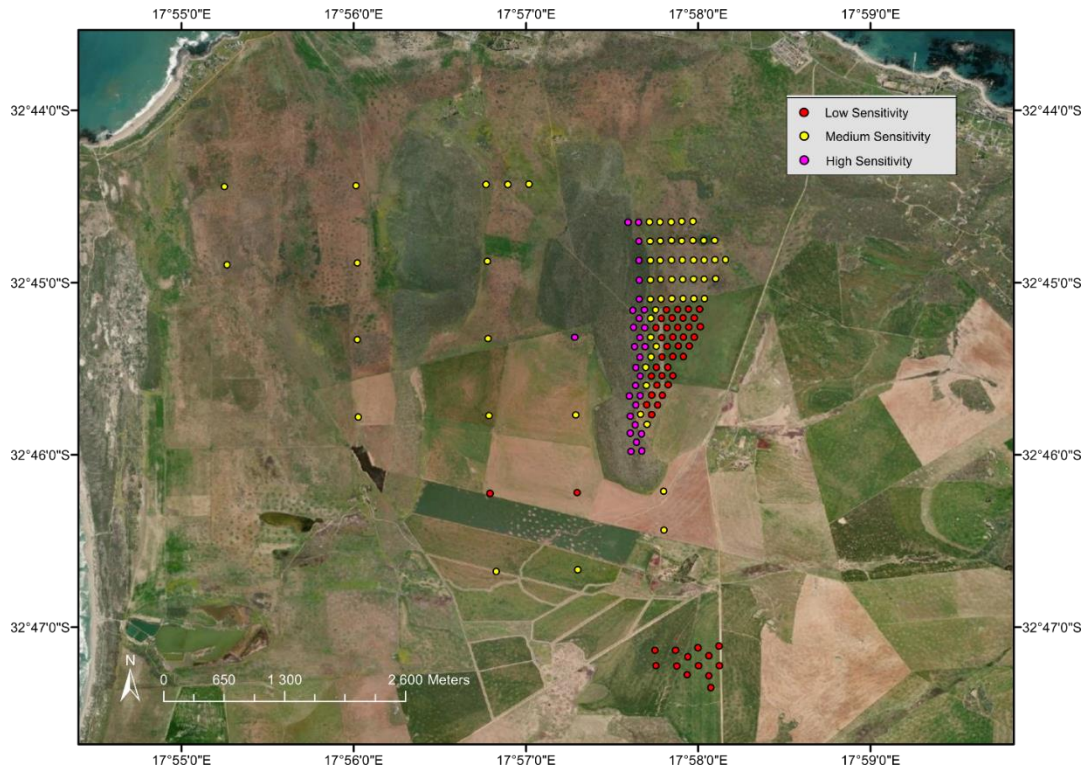 17°55'0"E 17°56'0"E 17°57'0"E 17°58'0"E 17°59'0"E
32°44'0"S 32°44'0"S
Low Sensitivity
Medium Sensitivity
High Sensitivity
32°45'0"S 32°45'0"S
32°46'0"S 32°46'0"S
32°47'0"S 32°47'0"S
N
0 650 1 300 2,600 Meters
17°55'0"E 17°56'0"E 17°57'0"E 17°58'0"E 17°59'0"E